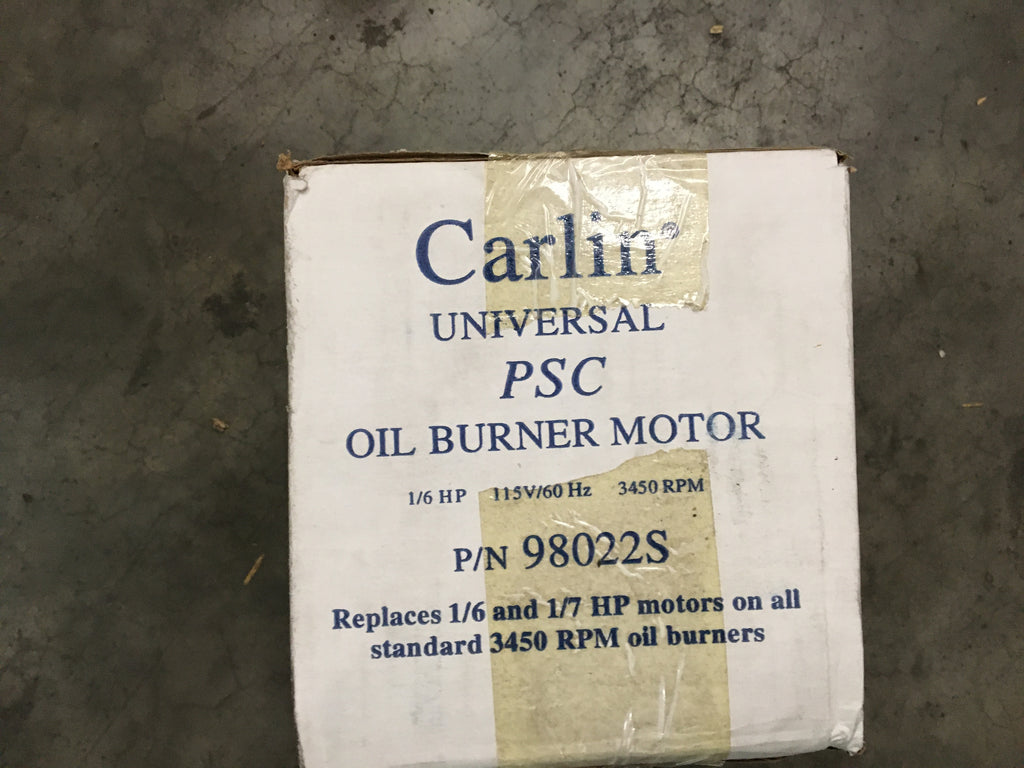 Carlin®
UNIVERSAL
PSC
OIL BURNER MOTOR
1/6 HP 115V/60 Hz 3450 RPM
P/N 98022S
Replaces 1/6 and 1/7 HP motors on all
standard 3450 RPM oil burners